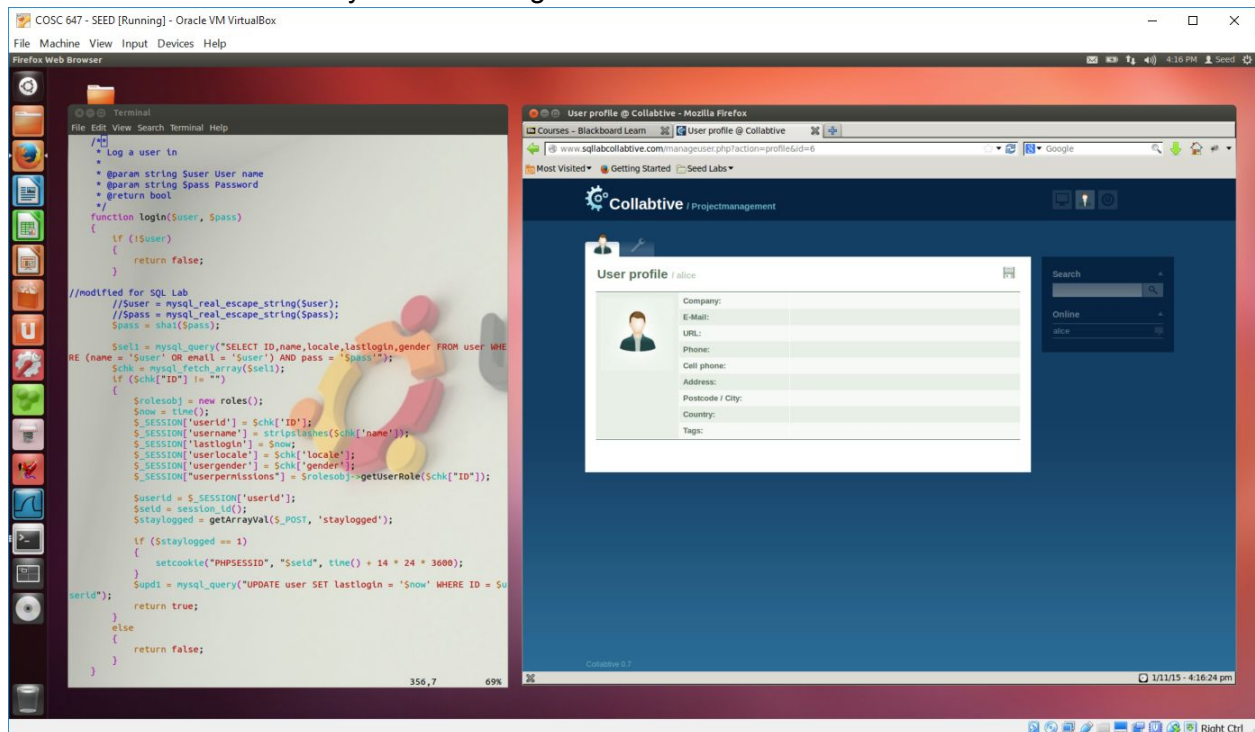 COSC 647 - SEED [Running] - Oracle VM VirtualBox
File Machine View Input Devices Help
Firefox Web Browser
4:16 PM Seed
Terminal
File Edit View Search Terminal Help
/**
* Log a user in
*
* @param string $user User name
* @param string $pass Password
* @return bool
*/
function login($user, $pass)
{
if (!$user)
{
return false;
}
//modified for SQL Lab
//$user = mysql_real_escape_string($user);
//$pass = mysql_real_escape_string($pass);
$pass = sha1($pass);
$sel1 = mysql_query("SELECT ID,name,locale,lastlogin,gender FROM user WHE
RE (name = '$user' OR email = '$user') AND pass = '$pass'");
$chk = mysql_fetch_array($sel1);
if ($chk["ID"] != "")
{
$rolesobj = new roles();
$now = time();
$_SESSION['userid'] = $chk['ID'];
$_SESSION['username'] = stripslashes($chk['name']);
$_SESSION['lastlogin'] = $now;
$_SESSION['userlocale'] = $chk['locale'];
$_SESSION['usergender'] = $chk['gender'];
$_SESSION["userpermissions"] = $rolesobj->getUserRole($chk["ID"]);
$userid = $_SESSION['userid'];
$seid = session_id();
$staylogged = getArrayVal($_POST, 'staylogged');
if ($staylogged == 1)
{
setcookie("PHPSESSID", "$seid", time() + 14 * 24 * 3600);
}
$upd1 = mysql_query("UPDATE user SET lastlogin = '$now' WHERE ID = $u
serid");
return true;
}
else
{
return false;
}
}
356,7 69%
User profile @ Collabtive - Mozilla Firefox
Courses – Blackboard Learn User profile @ Collabtive
www.sqllabcollabtive.com/manageuser.php?action=profile&id=6 Google
Most Visited Getting Started Seed Labs
Collabtive / Projectmanagement
User profile / alice
Company:
E-Mail:
URL:
Phone:
Cell phone:
Address:
Postcode / City:
Country:
Tags:
Search
Online
alice
Collabtive 0.7
1/11/15 - 4:16:24 pm
Right Ctrl